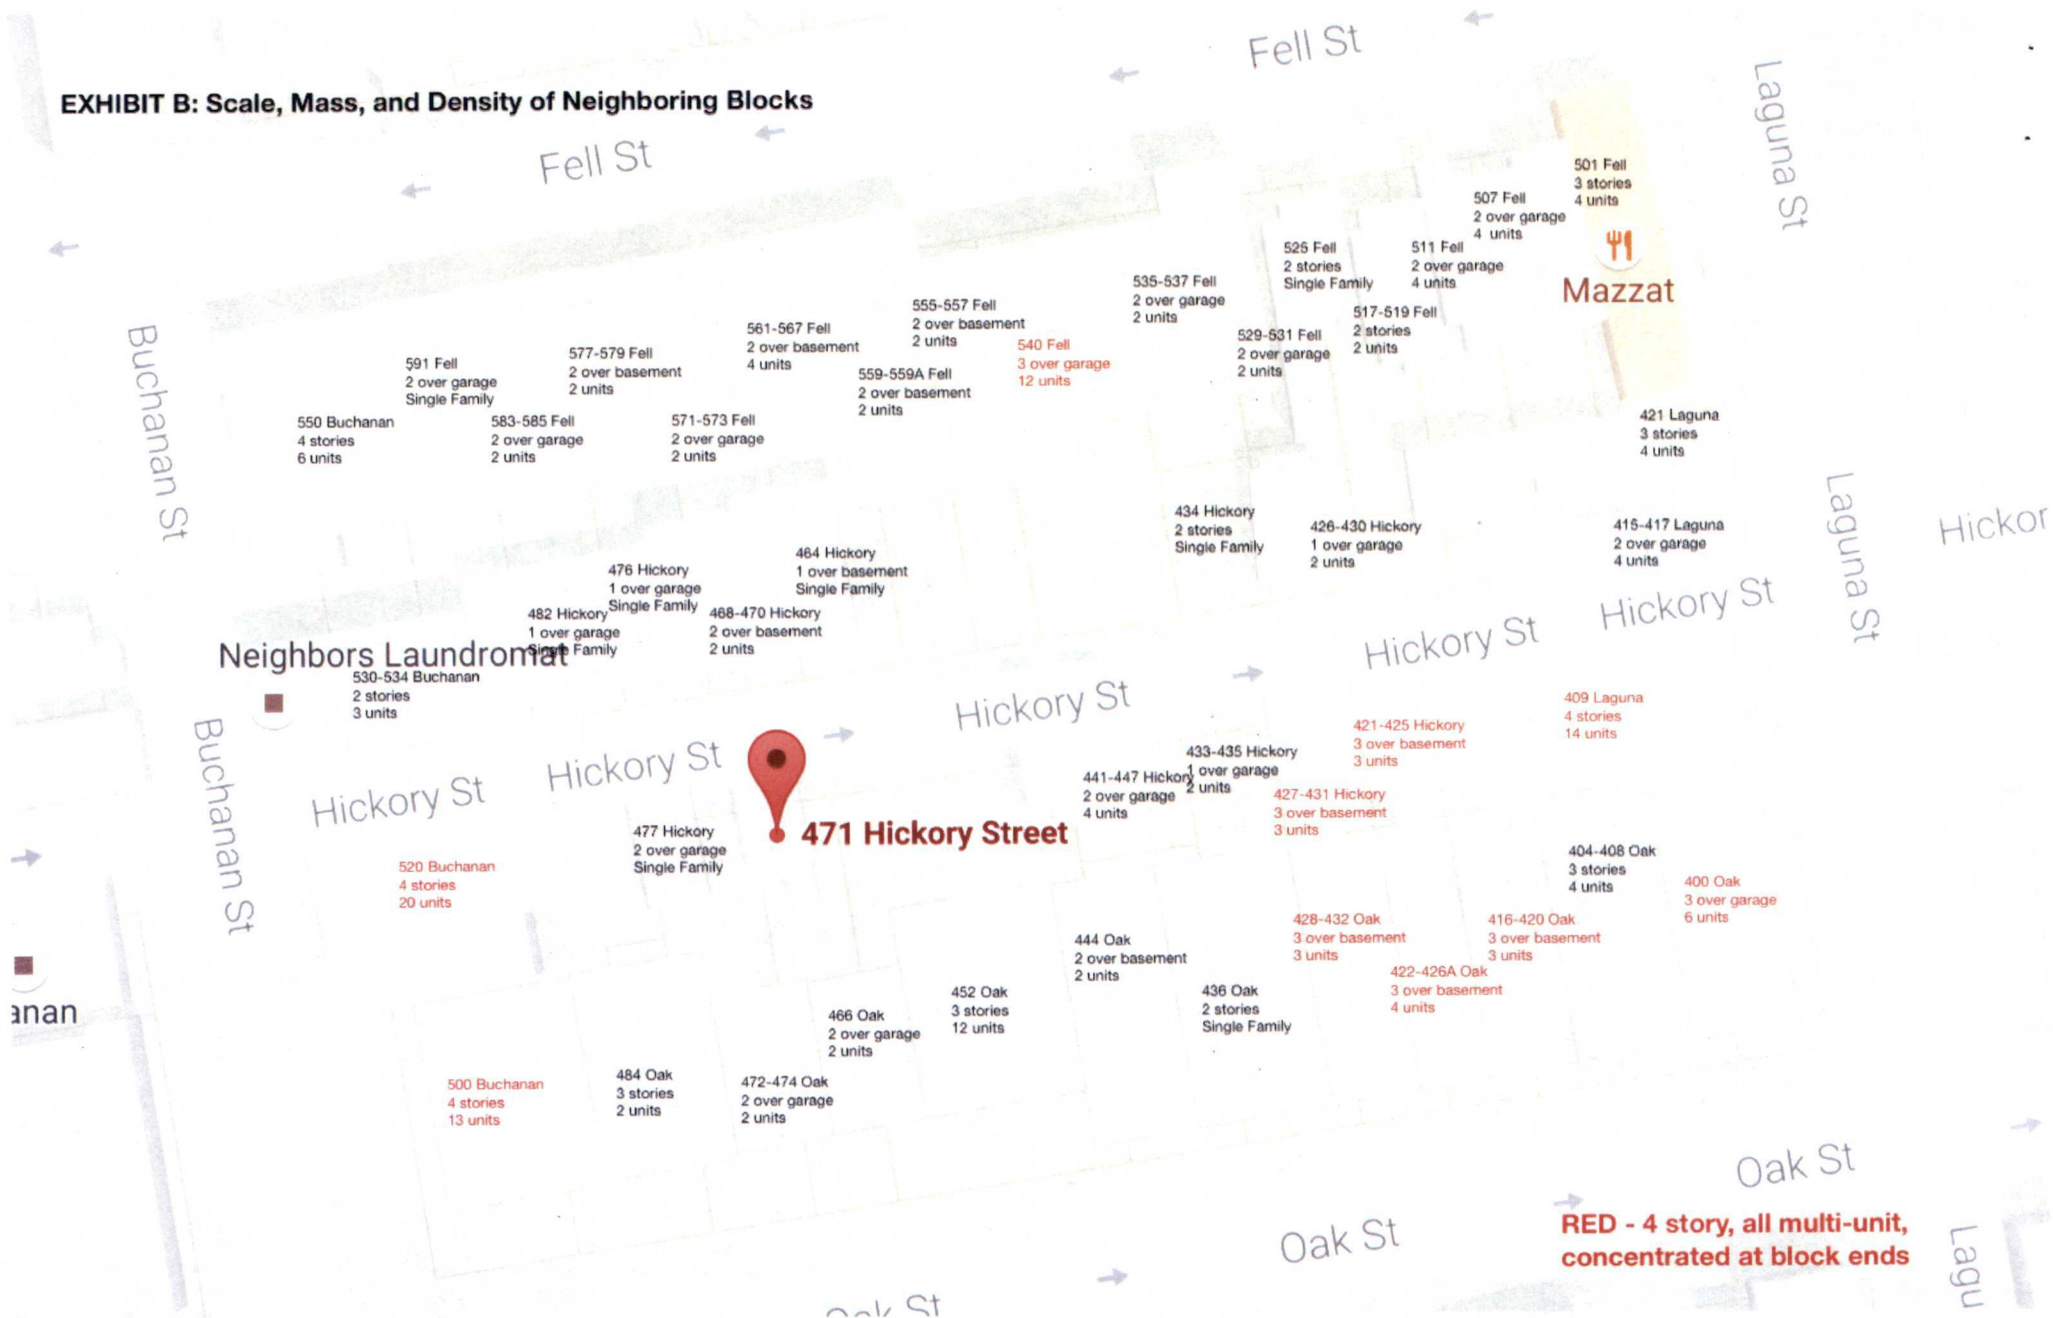 EXHIBIT B: Scale, Mass, and Density of Neighboring Blocks
Fell St
Fell St
Laguna St
Buchanan St
501 Fell
3 stories
4 units
507 Fell
2 over garage
4 units
Mazzat
525 Fell
2 stories
Single Family
511 Fell
2 over garage
4 units
535-537 Fell
2 over garage
2 units
517-519 Fell
2 stories
2 units
529-531 Fell
2 over garage
2 units
555-557 Fell
2 over basement
2 units
540 Fell
3 over garage
12 units
561-567 Fell
2 over basement
4 units
559-559A Fell
2 over basement
2 units
577-579 Fell
2 over basement
2 units
591 Fell
2 over garage
Single Family
550 Buchanan
4 stories
6 units
583-585 Fell
2 over garage
2 units
571-573 Fell
2 over garage
2 units
421 Laguna
3 stories
4 units
434 Hickory
2 stories
Single Family
426-430 Hickory
1 over garage
2 units
415-417 Laguna
2 over garage
4 units
Laguna St
Hickor
464 Hickory
1 over basement
Single Family
476 Hickory
1 over garage
Single Family
482 Hickory
1 over garage
Single Family
468-470 Hickory
2 over basement
2 units
Neighbors Laundromat
530-534 Buchanan
2 stories
3 units
Hickory St
Hickory St
Hickory St
Hickory St
Hickory St
Buchanan St
409 Laguna
4 stories
14 units
421-425 Hickory
3 over basement
3 units
433-435 Hickory
1 over garage
2 units
441-447 Hickory
2 over garage
4 units
427-431 Hickory
3 over basement
3 units
471 Hickory Street
477 Hickory
2 over garage
Single Family
520 Buchanan
4 stories
20 units
404-408 Oak
3 stories
4 units
400 Oak
3 over garage
6 units
428-432 Oak
3 over basement
3 units
416-420 Oak
3 over basement
3 units
422-426A Oak
3 over basement
4 units
444 Oak
2 over basement
2 units
436 Oak
2 stories
Single Family
452 Oak
3 stories
12 units
466 Oak
2 over garage
2 units
anan
500 Buchanan
4 stories
13 units
484 Oak
3 stories
2 units
472-474 Oak
2 over garage
2 units
Oak St
Oak St
Oak St
RED - 4 story, all multi-unit,
concentrated at block ends
Lagu